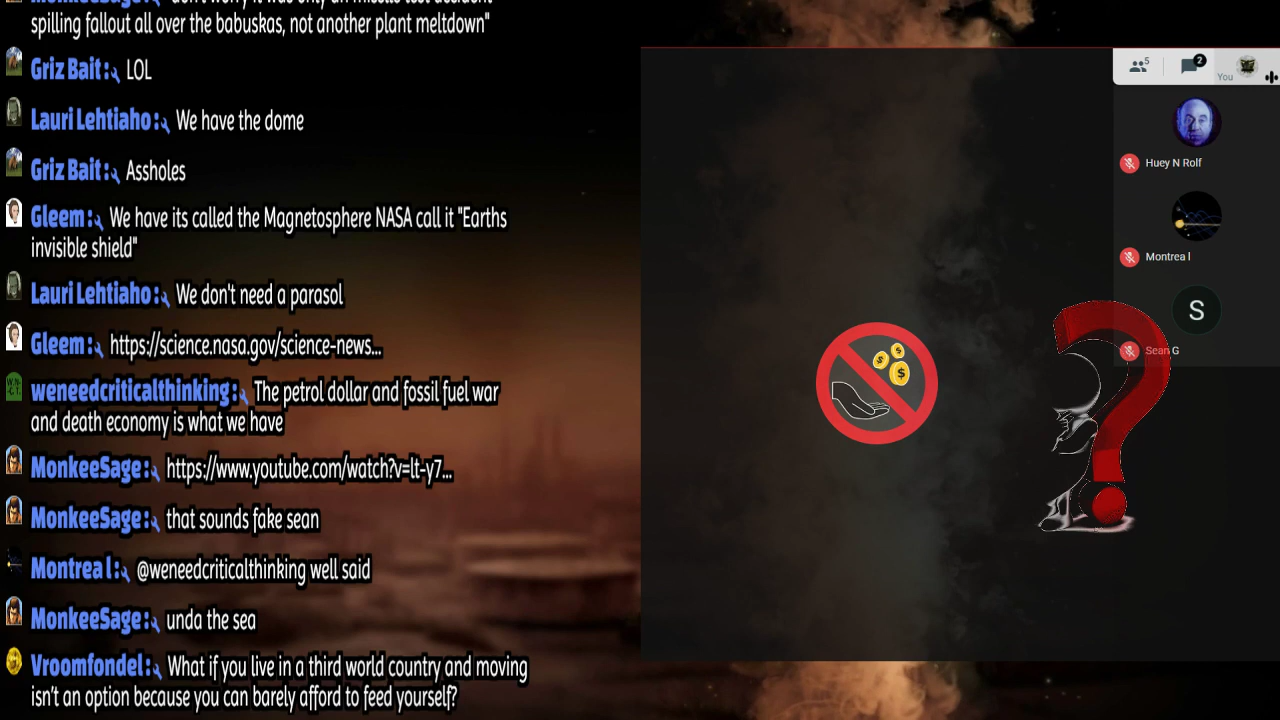 spilling fallout all over the babuskas, not another plant meltdown"
Griz Bait: LOL
Lauri Lehtiaho: We have the dome
Griz Bait: Assholes
Gleem: We have its called the Magnetosphere NASA call it "Earths
invisible shield"
Lauri Lehtiaho: We don't need a parasol
Gleem: https://science.nasa.gov/science-news...
weneedcriticalthinking: The petrol dollar and fossil fuel war
and death economy is what we have
MonkeeSage: https://www.youtube.com/watch?v=lt-y7...
MonkeeSage: that sounds fake sean
Montrea l: @weneedcriticalthinking well said
MonkeeSage: unda the sea
Vroomfondel: What if you live in a third world country and moving
isn't an option because you can barely afford to feed yourself?
5
2
You
Huey N Rolf
Montrea l
S
Sean G
$ $
$
?